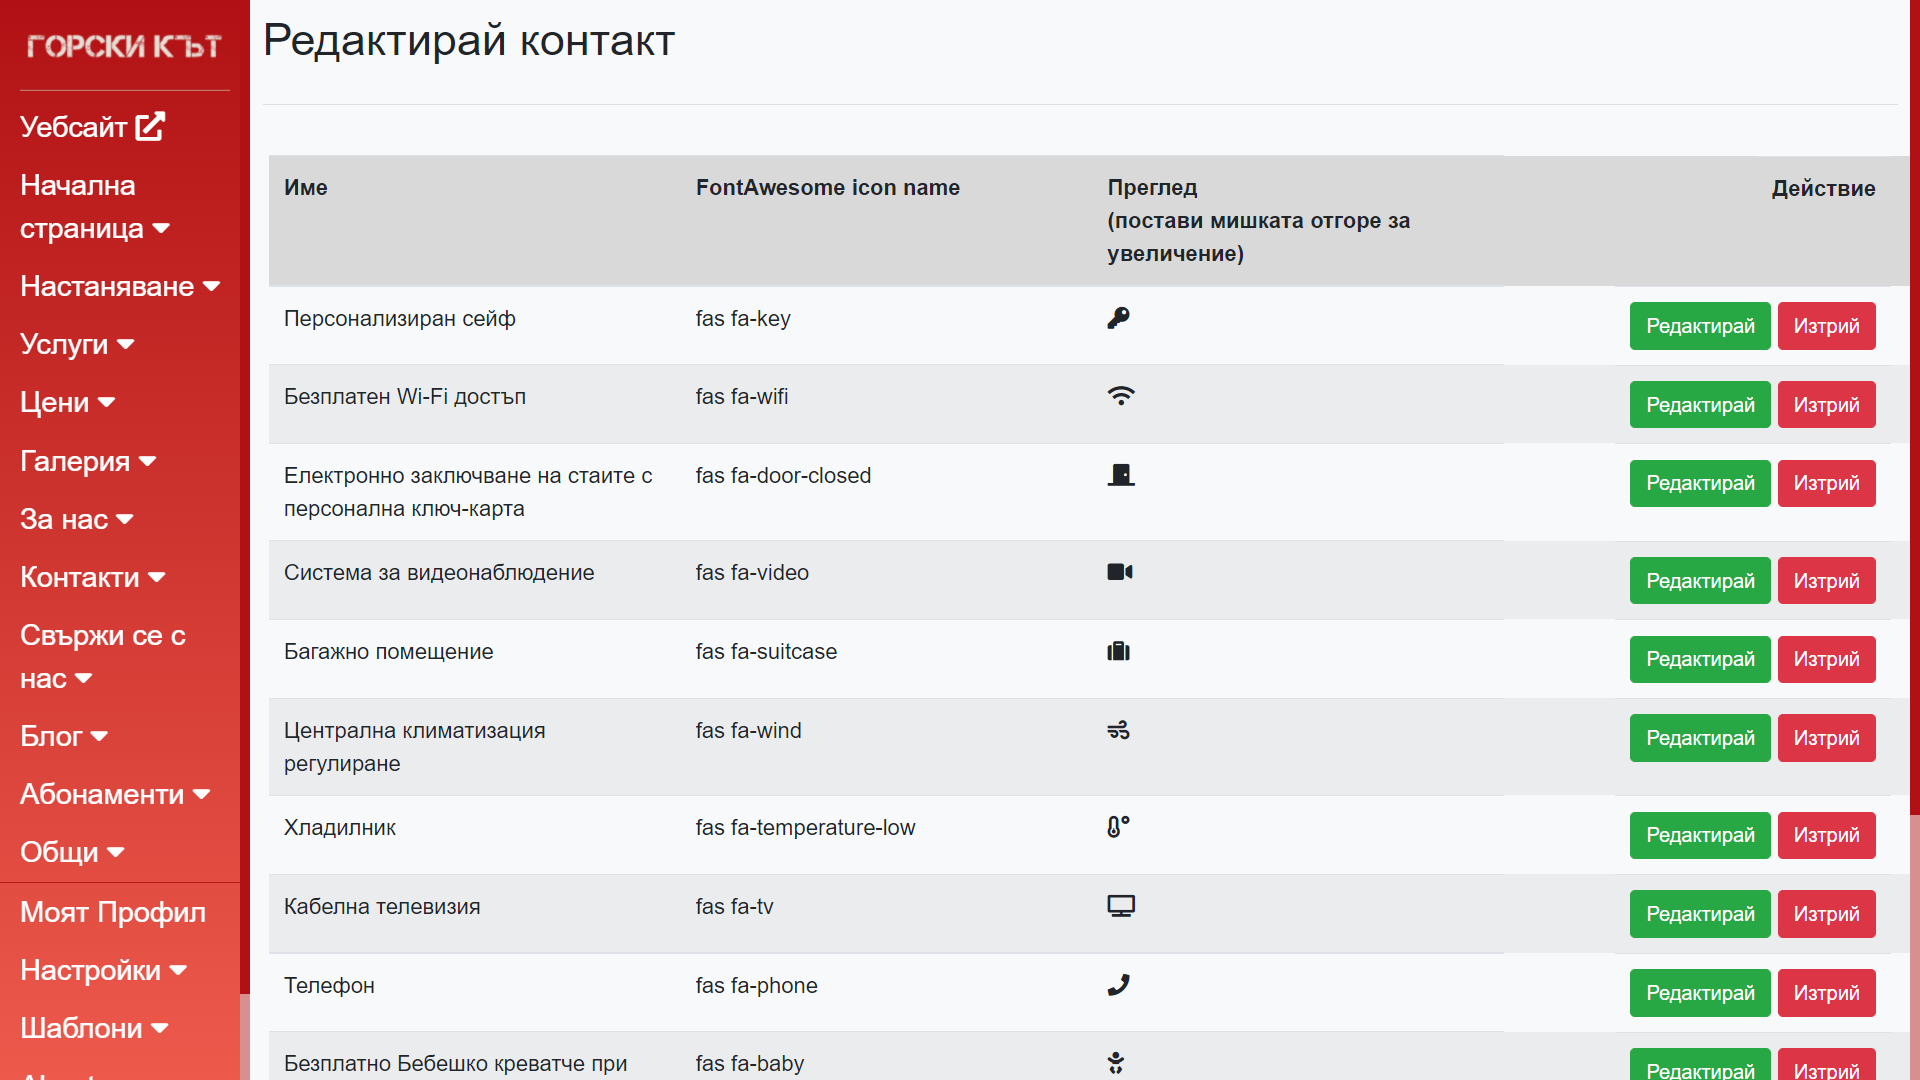 ГОРСКИ КЪТ
Уебсайт
Начална
страница
Настаняване
Услуги
Цени
Галерия
За нас
Контакти
Свържи се с
нас
Блог
Абонаменти
Общи
Моят Профил
Настройки
Шаблони
Редактирай контакт
Име FontAwesome icon name Преглед Действие
(постави мишката отгоре за
увеличение)
Персонализиран сейф fas fa-key Редактирай Изтрий
Безплатен Wi-Fi достъп fas fa-wifi Редактирай Изтрий
Електронно заключване на стаите с fas fa-door-closed Редактирай Изтрий
персонална ключ-карта
Система за видеонаблюдение fas fa-video Редактирай Изтрий
Багажно помещение fas fa-suitcase Редактирай Изтрий
Централна климатизация fas fa-wind Редактирай Изтрий
регулиране
Хладилник fas fa-temperature-low Редактирай Изтрий
Кабелна телевизия fas fa-tv Редактирай Изтрий
Телефон fas fa-phone Редактирай Изтрий
Безплатно Бебешко креватче при fas fa-baby Редактирай Изтрий